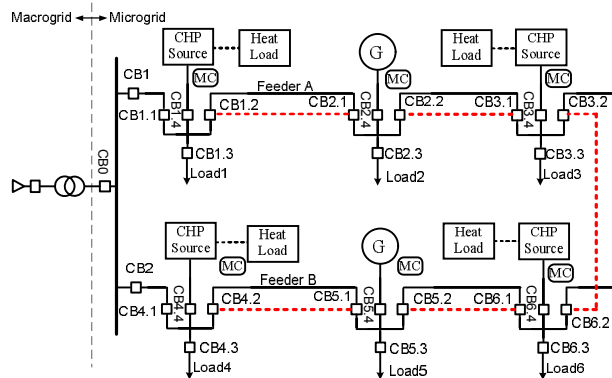 Macrogrid
Microgrid
CHP
Source
Heat
Load
G
Heat
Load
CHP
Source
CB1
MC
MC
MC
Feeder A
CB1.1
CB1.4
CB1.2
CB2.1
CB2.4
CB2.2
CB3.1
CB3.4
CB3.2
CB1.3
CB2.3
CB3.3
Load1
Load2
Load3
CB0
CHP
Source
Heat
Load
G
Heat
Load
CHP
Source
CB2
MC
MC
MC
Feeder B
CB4.1
CB4.4
CB4.2
CB5.1
CB5.4
CB5.2
CB6.1
CB6.4
CB6.2
CB4.3
CB5.3
CB6.3
Load4
Load5
Load6